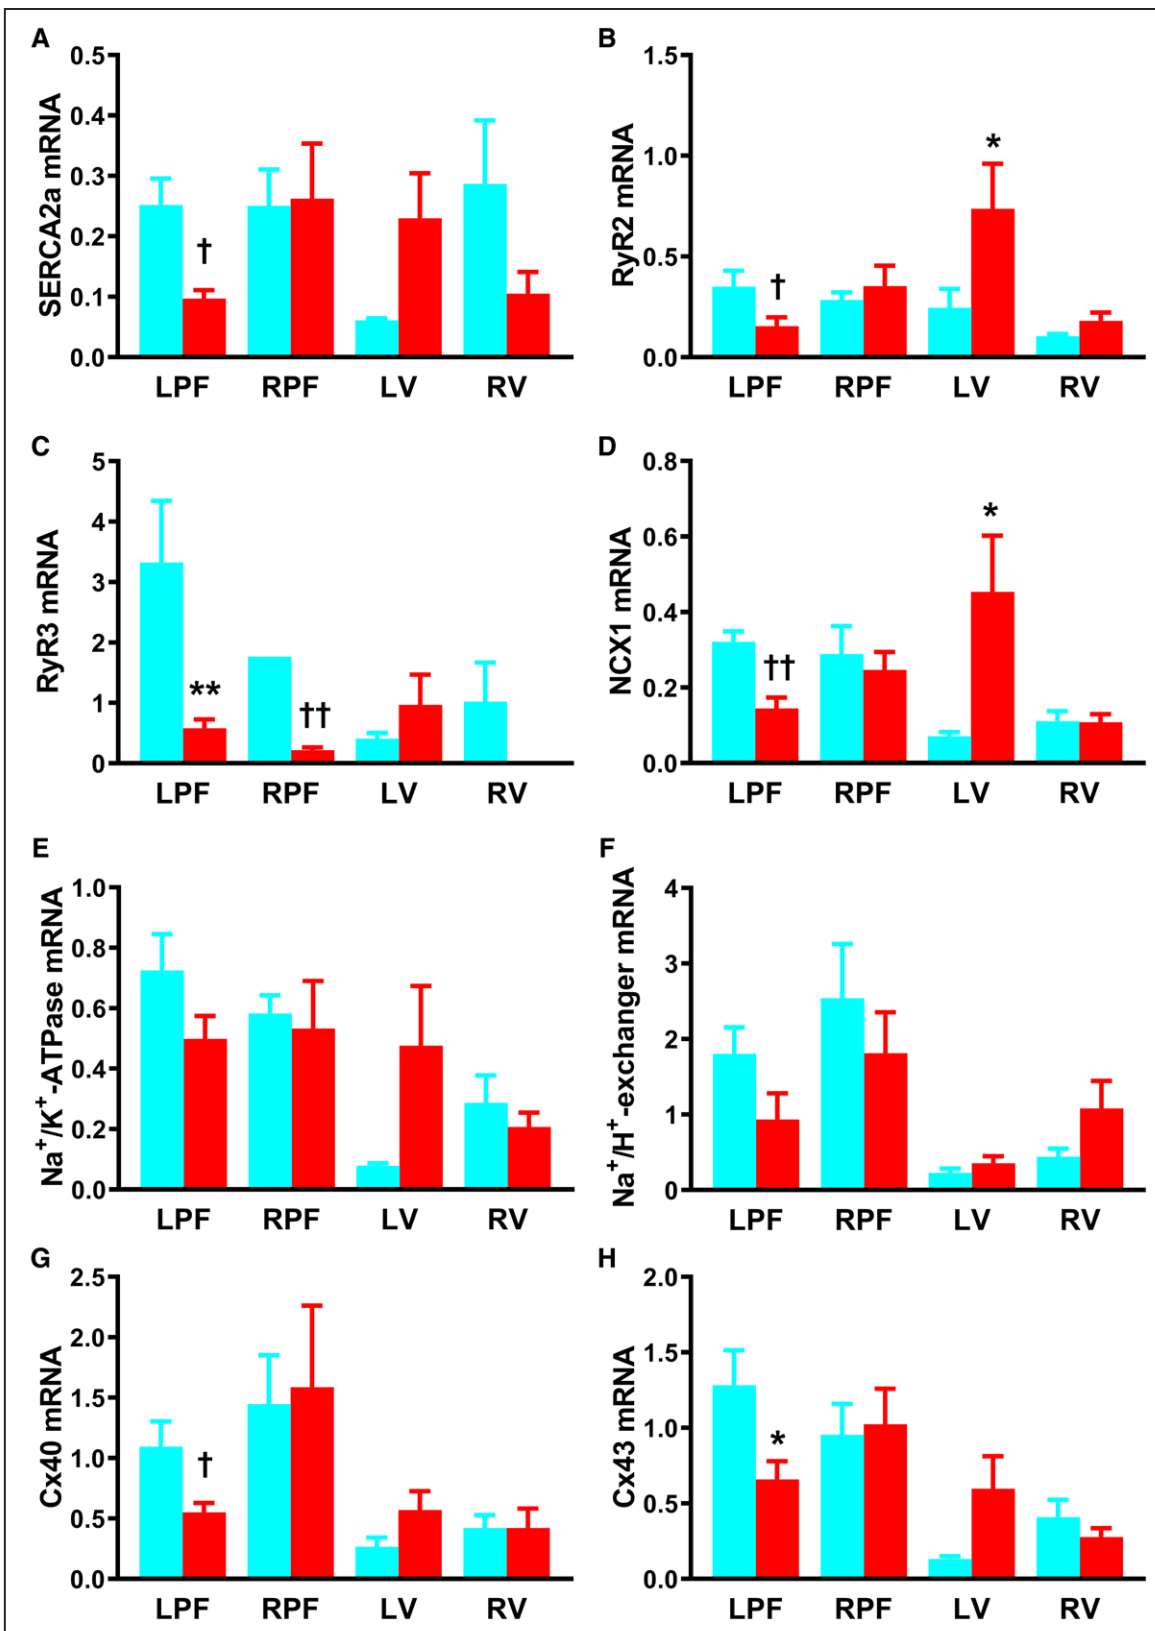 A
SERCA2a mRNA
0.5
0.4
0.3
0.2
0.1
0.0
†
LPF RPF LV RV
B
RyR2 mRNA
1.5
1.0
0.5
0.0
†
*
LPF RPF LV RV
C
RyR3 mRNA
5
4
3
2
1
0
**
††
LPF RPF LV RV
D
NCX1 mRNA
0.8
0.6
0.4
0.2
0.0
††
*
LPF RPF LV RV
E
Na⁺/K⁺-ATPase mRNA
1.0
0.8
0.6
0.4
0.2
0.0
LPF RPF LV RV
F
Na⁺/H⁺-exchanger mRNA
4
3
2
1
0
LPF RPF LV RV
G
Cx40 mRNA
2.5
2.0
1.5
1.0
0.5
0.0
†
LPF RPF LV RV
H
Cx43 mRNA
2.0
1.5
1.0
0.5
0.0
*
LPF RPF LV RV